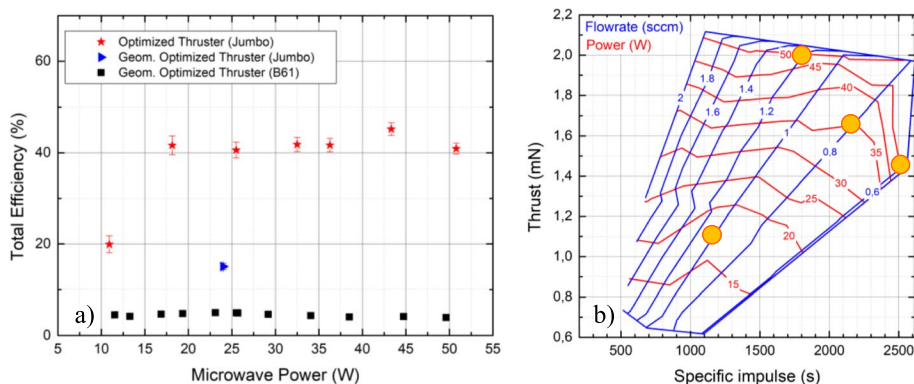 60
40
20
0
Total Efficiency (%)
Optimized Thruster (Jumbo)
Geom. Optimized Thruster (Jumbo)
Geom. Optimized Thruster (B61)
a)
5 10 15 20 25 30 35 40 45 50 55
Microwave Power (W)
Flowrate (sccm)
Power (W)
2,2
2,0
1,8
1,6
1,4
1,2
1,0
0,8
0,6
Thrust (mN)
50
45
40
35
30
25
20
15
2
1.8
1.6
1.4
1.2
1
0.8
0.6
b)
500 1000 1500 2000 2500
Specific impulse (s)